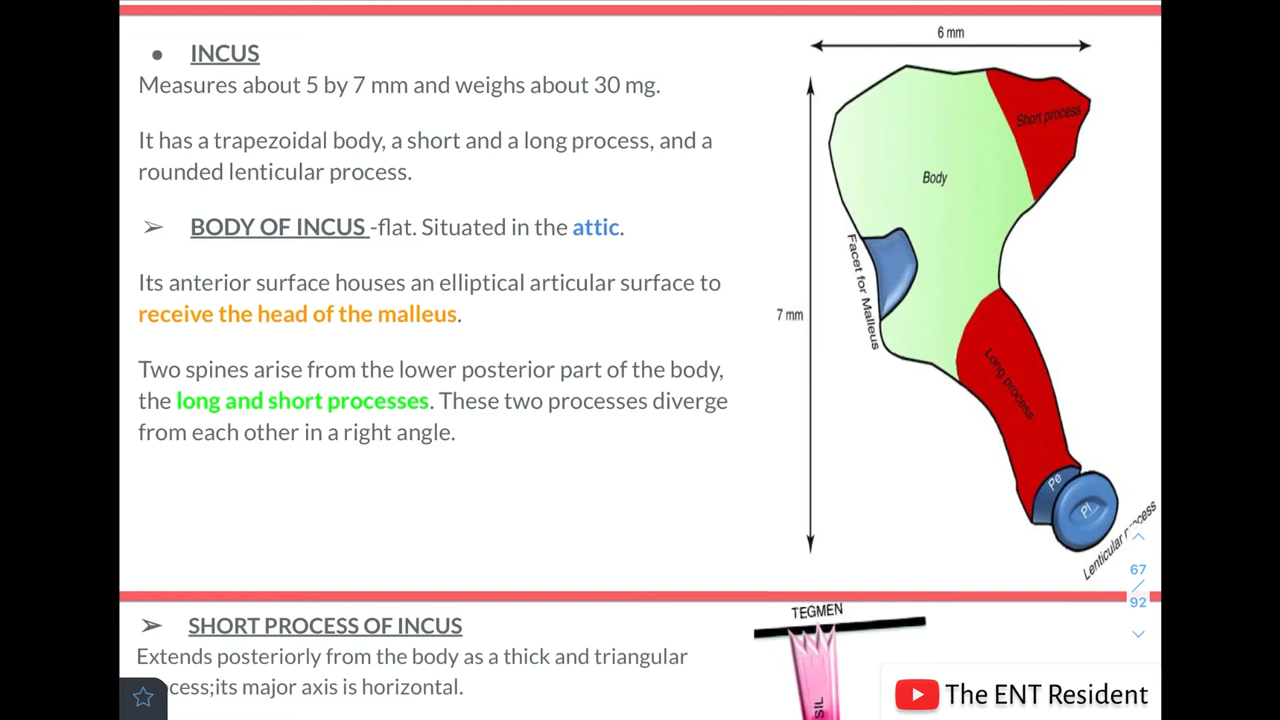 INCUS
Measures about 5 by 7 mm and weighs about 30 mg.
It has a trapezoidal body, a short and a long process, and a
rounded lenticular process.
BODY OF INCUS -flat. Situated in the attic.
Its anterior surface houses an elliptical articular surface to
receive the head of the malleus.
Two spines arise from the lower posterior part of the body,
the long and short processes. These two processes diverge
from each other in a right angle.
6 mm
Short process
Body
Facet for Malleus
7 mm
Long process
Pe
Pl
Lenticular
67
/
92
SHORT PROCESS OF INCUS
Extends posteriorly from the body as a thick and triangular
cess;its major axis is horizontal.
TEGMEN
The ENT Resident